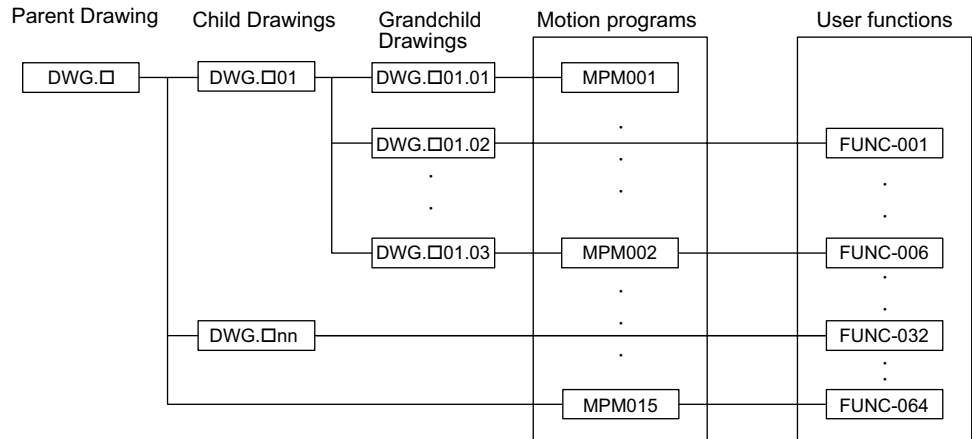 Parent Drawing
Child Drawings
Grandchild
Drawings
Motion programs
User functions
DWG.□
DWG.□01
DWG.□01.01
MPM001
DWG.□01.02
FUNC-001
DWG.□01.03
MPM002
FUNC-006
DWG.□nn
FUNC-032
MPM015
FUNC-064